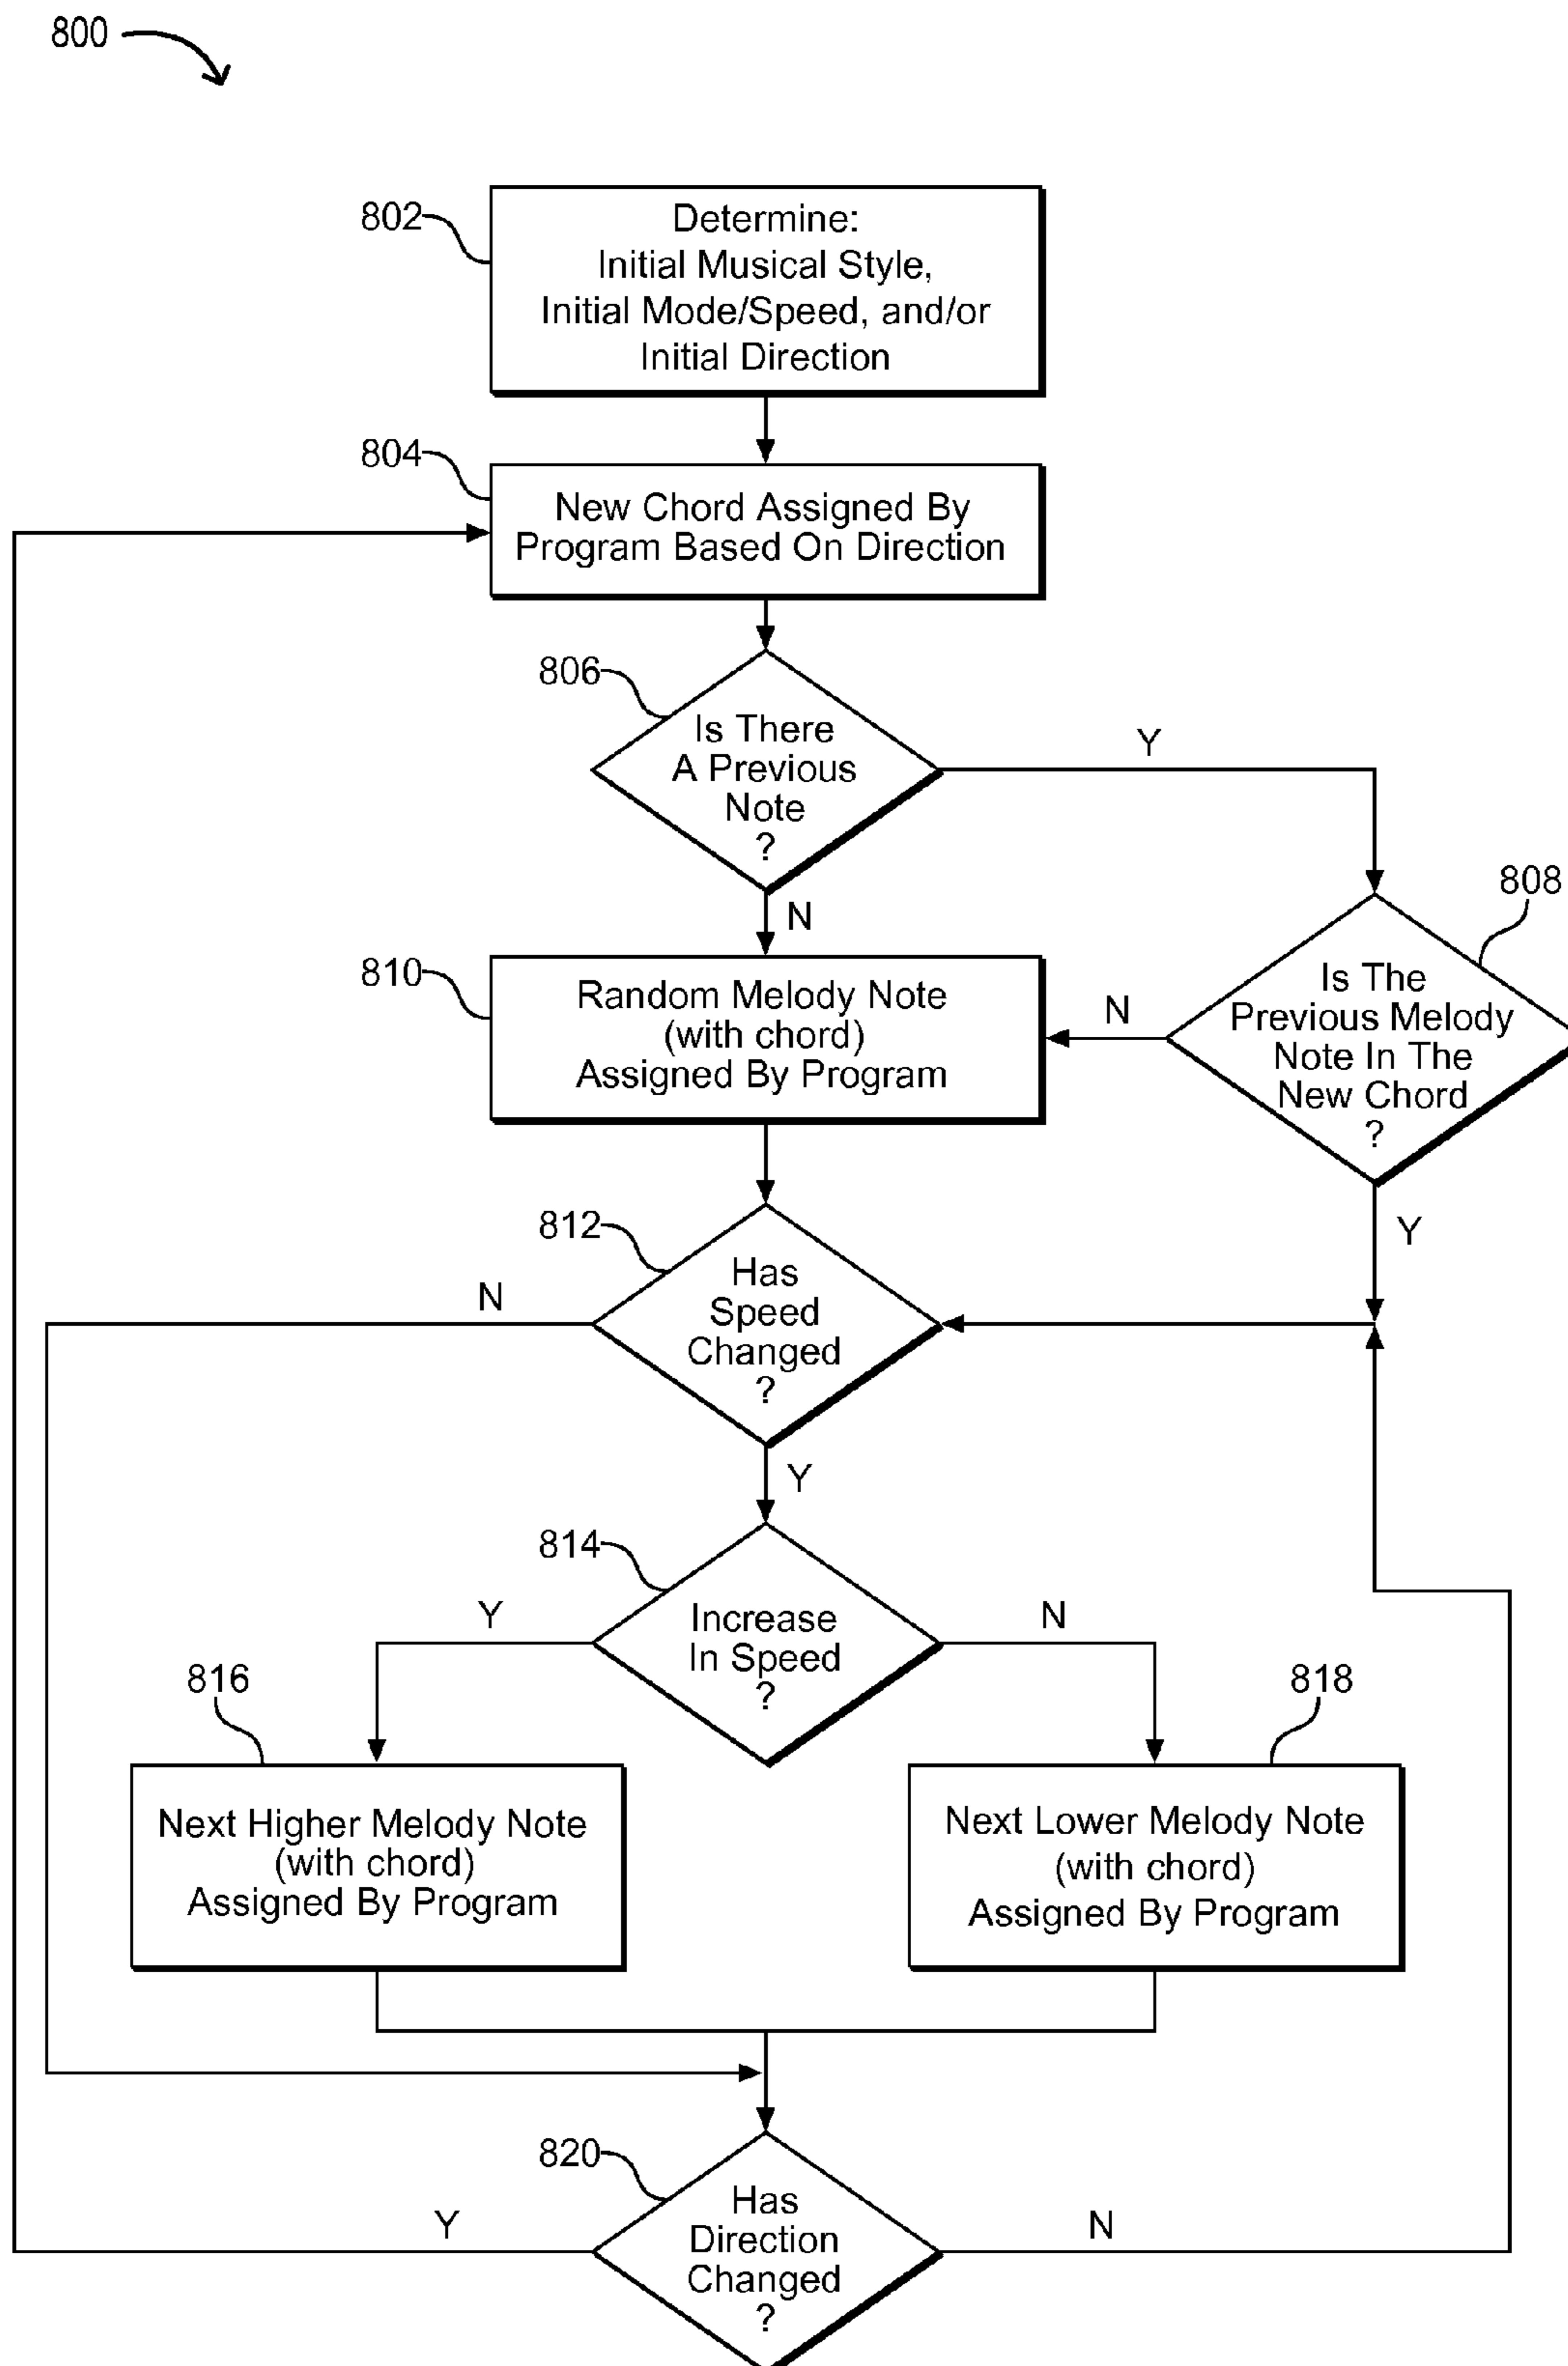 800
802
Determine:
Initial Musical Style,
Initial Mode/Speed, and/or
Initial Direction
804
New Chord Assigned By
Program Based On Direction
806
Is There
A Previous
Note
?
Y
N
808
Is The
Previous Melody
Note In The
New Chord
?
N
Y
810
Random Melody Note
(with chord)
Assigned By Program
812
Has
Speed
Changed
?
N
Y
814
Increase
In Speed
?
Y
N
816
Next Higher Melody Note
(with chord)
Assigned By Program
818
Next Lower Melody Note
(with chord)
Assigned By Program
820
Has
Direction
Changed
?
Y
N